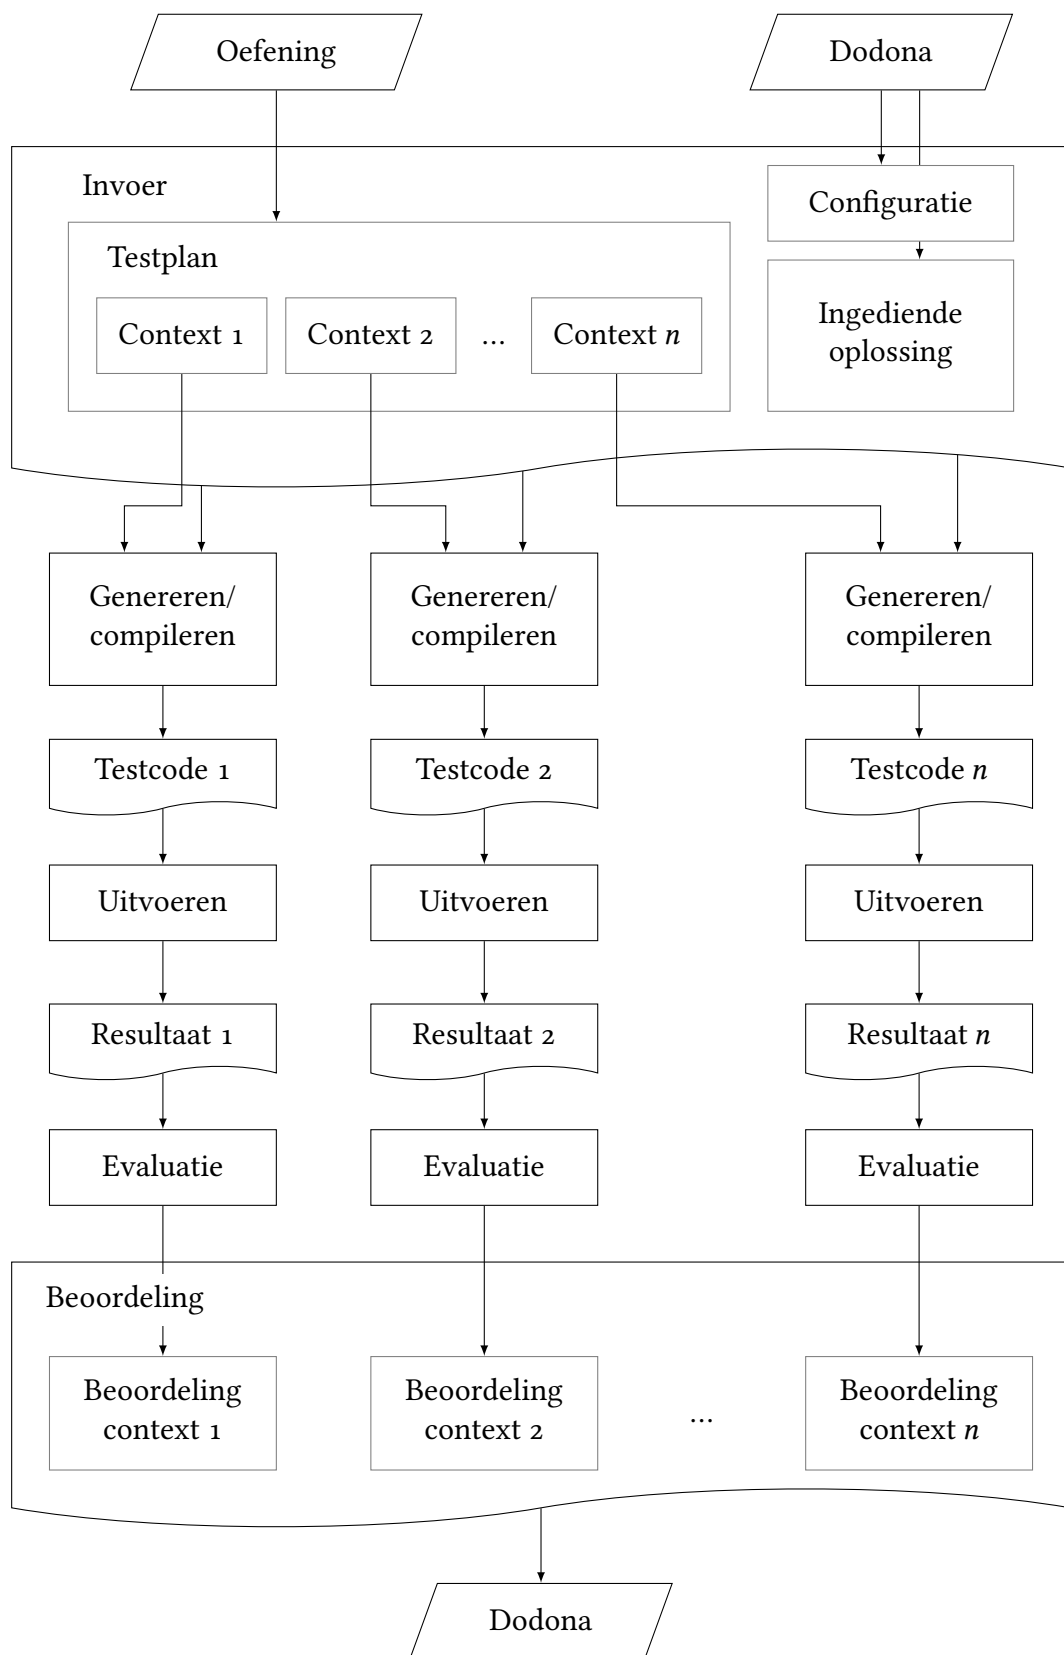 Oefening
Dodona
Invoer
Configuratie
Testplan
Context 1
Context 2
...
Context n
Ingediende
oplossing
Genereren/
compileren
Genereren/
compileren
Genereren/
compileren
Testcode 1
Testcode 2
Testcode n
Uitvoeren
Uitvoeren
Uitvoeren
Resultaat 1
Resultaat 2
Resultaat n
Evaluatie
Evaluatie
Evaluatie
Beoordeling
Beoordeling
context 1
Beoordeling
context 2
...
Beoordeling
context n
Dodona